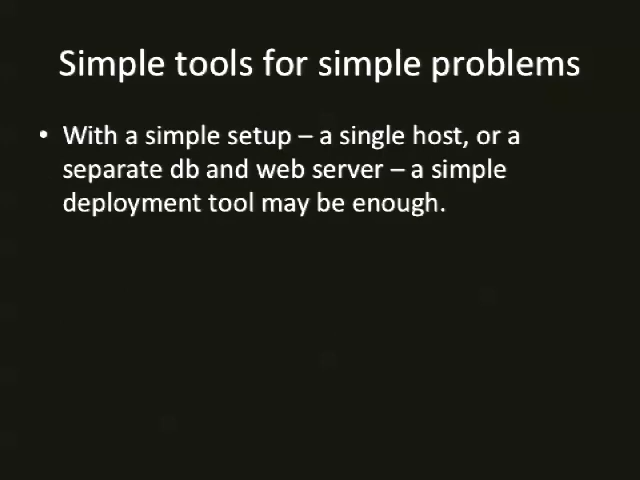 Simple tools for simple problems
• With a simple setup – a single host, or a
separate db and web server – a simple
deployment tool may be enough.